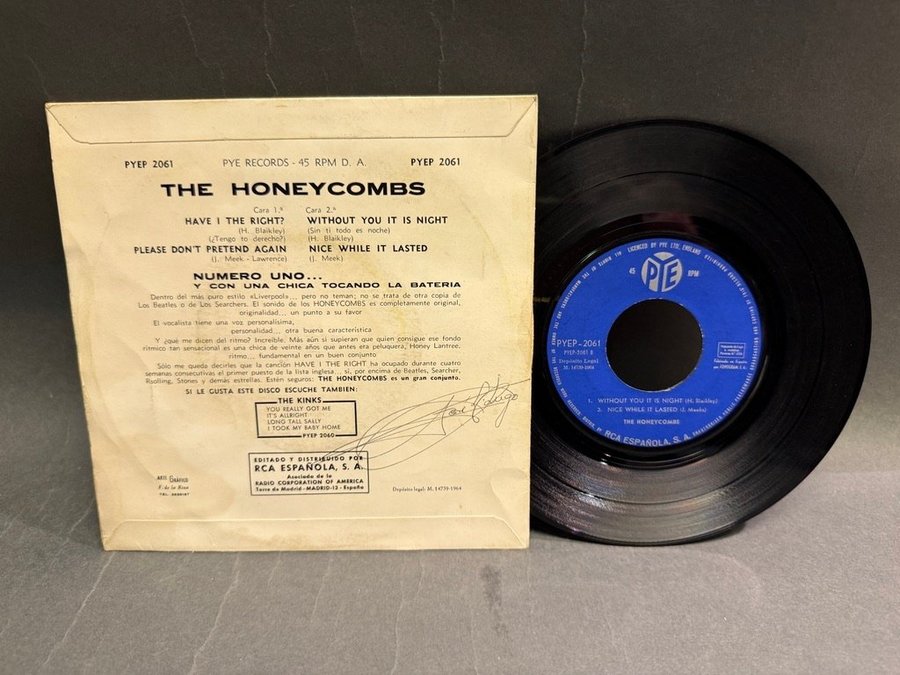 PYEP 2061 PYE RECORDS - 45 RPM D. A. PYEP 2061
THE HONEYCOMBS
Cara 1.ª Cara 2.ª
HAVE I THE RIGHT? WITHOUT YOU IT IS NIGHT
(H. Blaikley) (Sin ti todo es noche)
(¿Tengo to derecho?) (H. Blaikley)
PLEASE DON'T PRETEND AGAIN NICE WHILE IT LASTED
(J. Meek - Lawrence) (J. Meek)
NUMERO UNO...
Y CON UNA CHICA TOCANDO LA BATERIA
Dentro del más puro estilo «Liverpool»... pero no teman; no se trata de otra copia de
Los Beatles o de Los Searchers. El sonido de los HONEYCOMBS es completamente original,
originalidad... un punto a su favor
El vocalista tiene una voz personalísima,
personalidad... otra buena característica
Y ¿qué me dicen del ritmo? Increíble. Más aún si supieran que quien consigue ese fondo
rítmico tan sensacional es una chica de veinte años que antes era peluquera, Honey Lantree,
ritmo... fundamental en un buen conjunto
Sólo me queda decirles que la canción HAVE I THE RIGHT ha ocupado durante cuatro
semanas consecutivas el primer puesto de la lista inglesa... sí, por encima de Beatles, Searcher,
Rsolling, Stones y demás estrellas. Estén seguros: THE HONEYCOMBS es un gran conjunto.
SI LE GUSTA ESTE DISCO ESCUCHE TAMBIEN:
THE KINKS
YOU REALLY GOT ME
IT'S ALLRIGHT
LONG TALL SALLY
I TOOK MY BABY HOME
PYEP 2060
EDITADO Y DISTRIBUIDO POR
RCA ESPAÑOLA, S. A.
Asociada de la
RADIO CORPORATION OF AMERICA
Torre de Madrid - MADRID-13 - España
ARTE GRAFICO
F. de la Rosa
Depósito legal: M. 14739-1964
LICENCED BY PYE LTD. ENGLAND
45 PYE RPM
PYEP-2061
PYEP-2061 B
Depósito Legal
M. 14739-1964
1. WITHOUT YOU IT IS NIGHT (H. Blaikley)
2. NICE WHILE IT LASTED (J. Meeks)
THE HONEYCOMBS
RCA ESPAÑOLA, S. A.